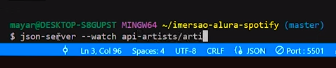 mayar@DESKTOP-S8GUPST MINGW64 ~/imersao-alura-spotify (master)
$ json-server --watch api-artists/arti
Ln 3, Col 96 Spaces: 4 UTF-8 CRLF {} JSON Port : 5501